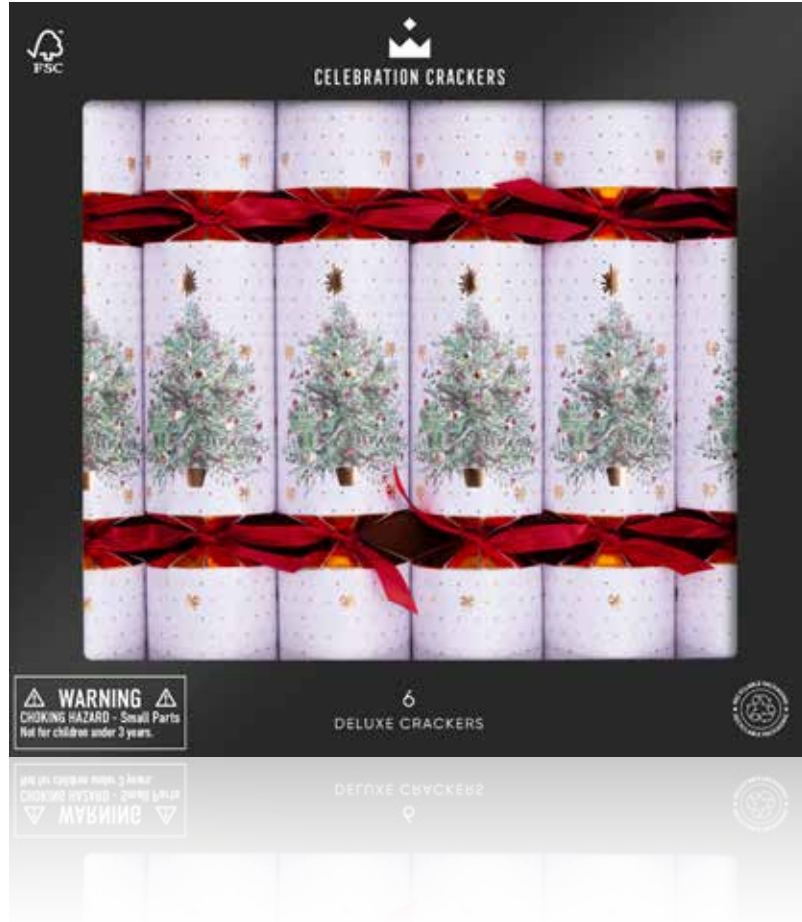 FSC
CELEBRATION CRACKERS
WARNING
CHOKING HAZARD - Small Parts
Not for children under 3 years.
6
DELUXE CRACKERS